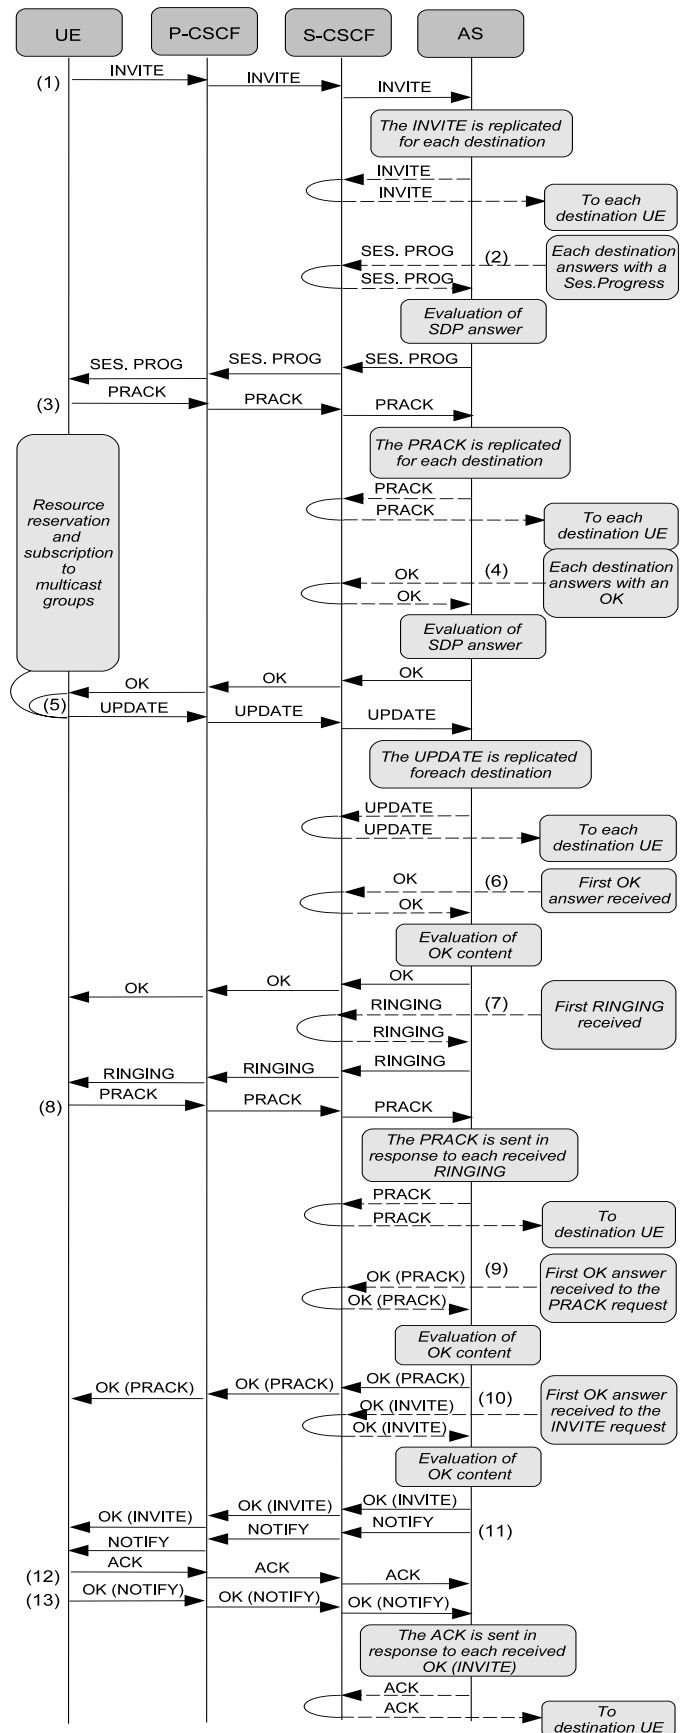 UE P-CSCF S-CSCF AS
(1) INVITE INVITE INVITE
The INVITE is replicated
for each destination
INVITE
INVITE
To each
destination UE
SES. PROG (2)
SES. PROG
Each destination
answers with a
Ses.Progress
Evaluation of
SDP answer
SES. PROG SES. PROG SES. PROG
(3) PRACK PRACK PRACK
The PRACK is replicated
for each destination
Resource
reservation
and
subscription
to
multicast
groups
PRACK
PRACK
To each
destination UE
OK (4)
OK
Each destination
answers with an
OK
Evaluation of
SDP answer
OK OK OK
(5) UPDATE UPDATE UPDATE
The UPDATE is replicated
foreach destination
UPDATE
UPDATE
To each
destination UE
OK (6)
OK
First OK
answer received
Evaluation of
OK content
OK OK OK
RINGING (7)
RINGING
First RINGING
received
RINGING RINGING RINGING
(8) PRACK PRACK PRACK
The PRACK is sent in
response to each received
RINGING
PRACK
PRACK
To
destination UE
OK (PRACK) (9)
OK (PRACK)
First OK answer
received to the
PRACK request
Evaluation of
OK content
OK (PRACK) OK (PRACK) OK (PRACK)
OK (INVITE) (10)
OK (INVITE)
First OK answer
received to the
INVITE request
Evaluation of
OK content
OK (INVITE) OK (INVITE) OK (INVITE)
NOTIFY NOTIFY NOTIFY (11)
(12) ACK ACK ACK
(13) OK (NOTIFY) OK (NOTIFY) OK (NOTIFY)
The ACK is sent in
response to each received
OK (INVITE)
ACK
ACK
To
destination UE